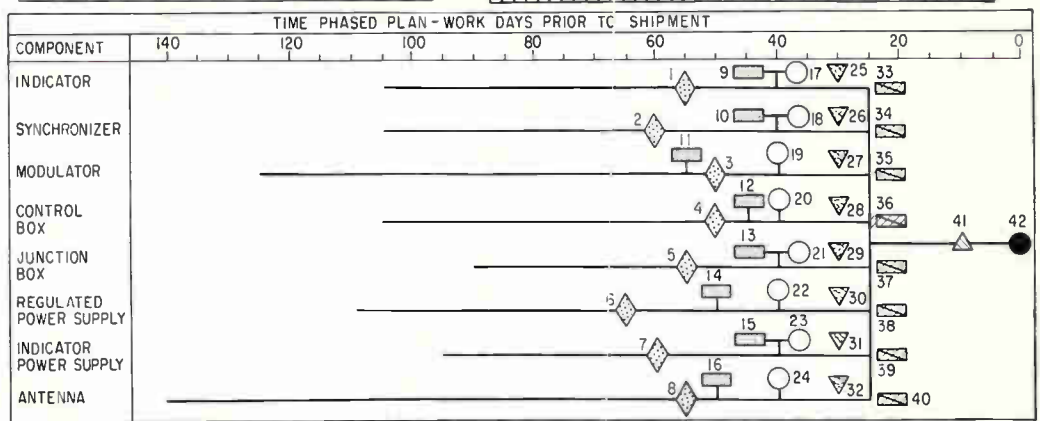 TIME PHASED PLAN-WORK DAYS PRIOR TO SHIPMENT
COMPONENT 140 120 100 80 60 40 20 0
INDICATOR 1 9 17 25 33
SYNCHRONIZER 2 10 18 26 34
MODULATOR 11 3 19 27 35
CONTROL BOX 4 12 20 28 36
41 42
JUNCTION BOX 5 13 21 29 37
REGULATED POWER SUPPLY 6 14 22 30 38
INDICATOR POWER SUPPLY 7 15 23 31 39
ANTENNA 8 16 24 32 40